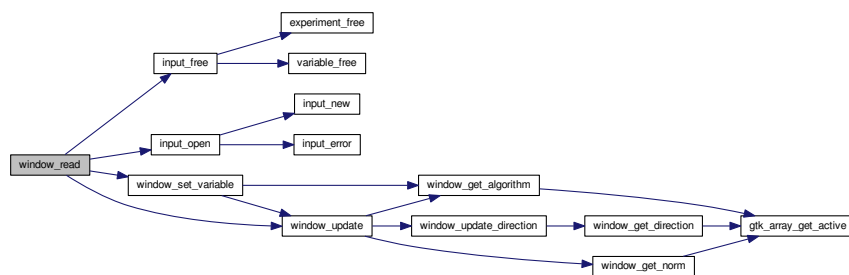 experiment_free
input_free
variable_free
input_new
input_open
input_error
window_read
window_set_variable
window_get_algorithm
window_update
window_update_direction
window_get_direction
gtk_array_get_active
window_get_norm